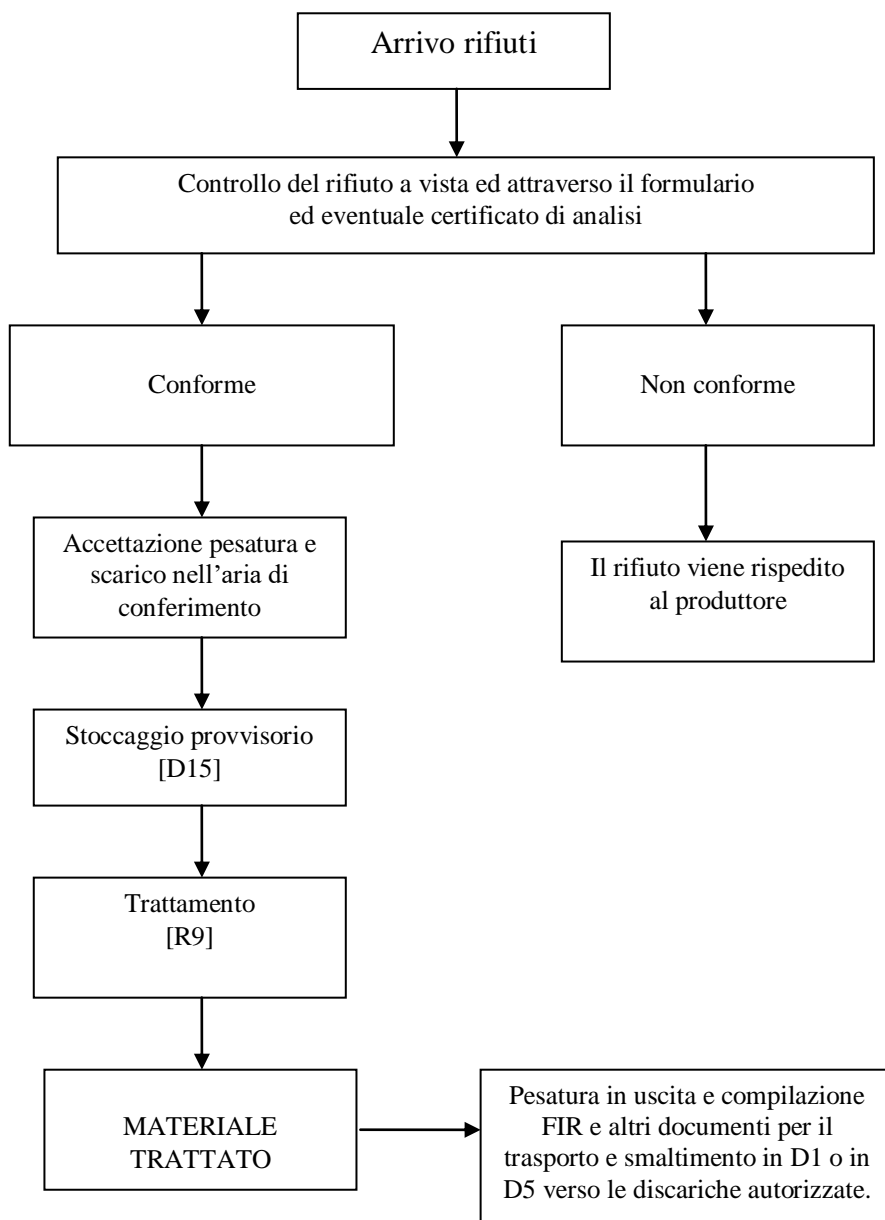 Arrivo rifiuti
Controllo del rifiuto a vista ed attraverso il formulario
ed eventuale certificato di analisi
Conforme
Non conforme
Accettazione pesatura e
scarico nell’aria di
conferimento
Il rifiuto viene rispedito
al produttore
Stoccaggio provvisorio
[D15]
Trattamento
[R9]
MATERIALE
TRATTATO
Pesatura in uscita e compilazione
FIR e altri documenti per il
trasporto e smaltimento in D1 o in
D5 verso le discariche autorizzate.